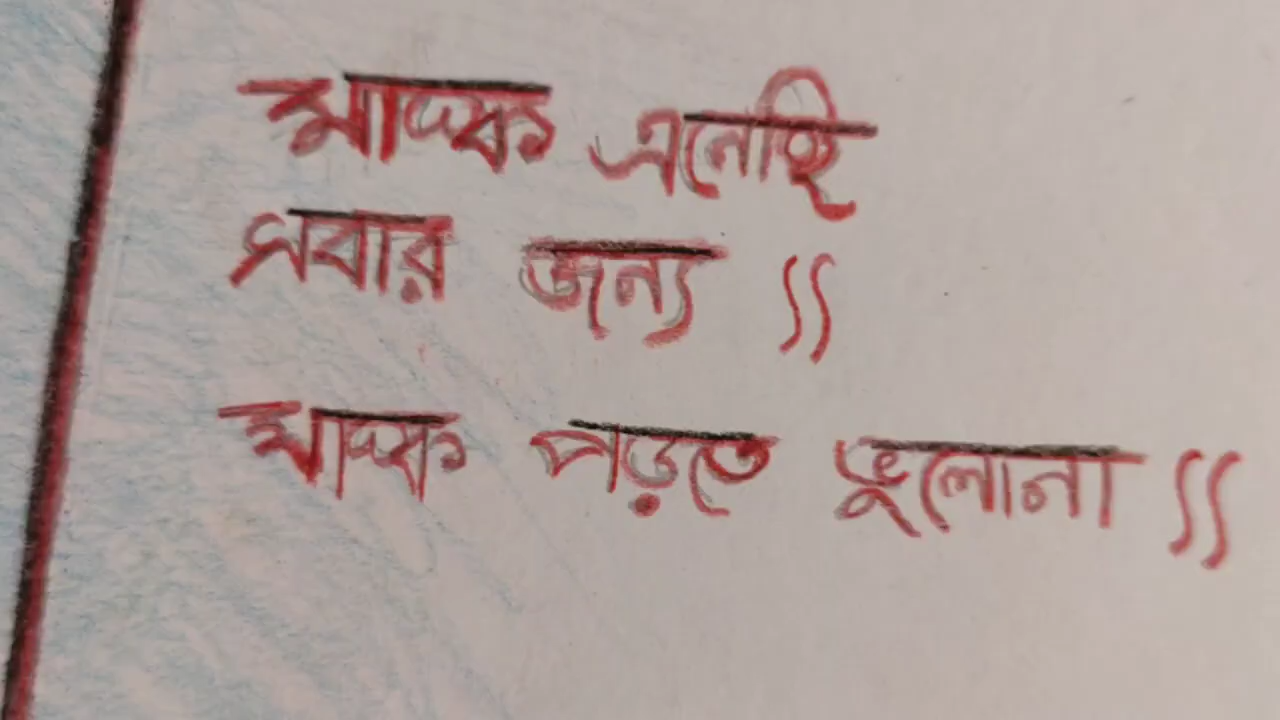 মাস্ক এনেছি
সবার জন্য ॥
মাস্ক পড়তে ভুলোনা ॥